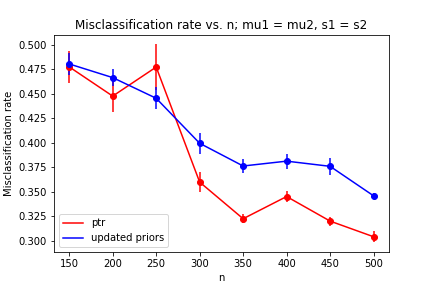 Misclassification rate vs. n; mu1 = mu2, s1 = s2
Misclassification rate
0.500
0.475
0.450
0.425
0.400
0.375
0.350
0.325
0.300
ptr
updated priors
150 200 250 300 350 400 450 500
n